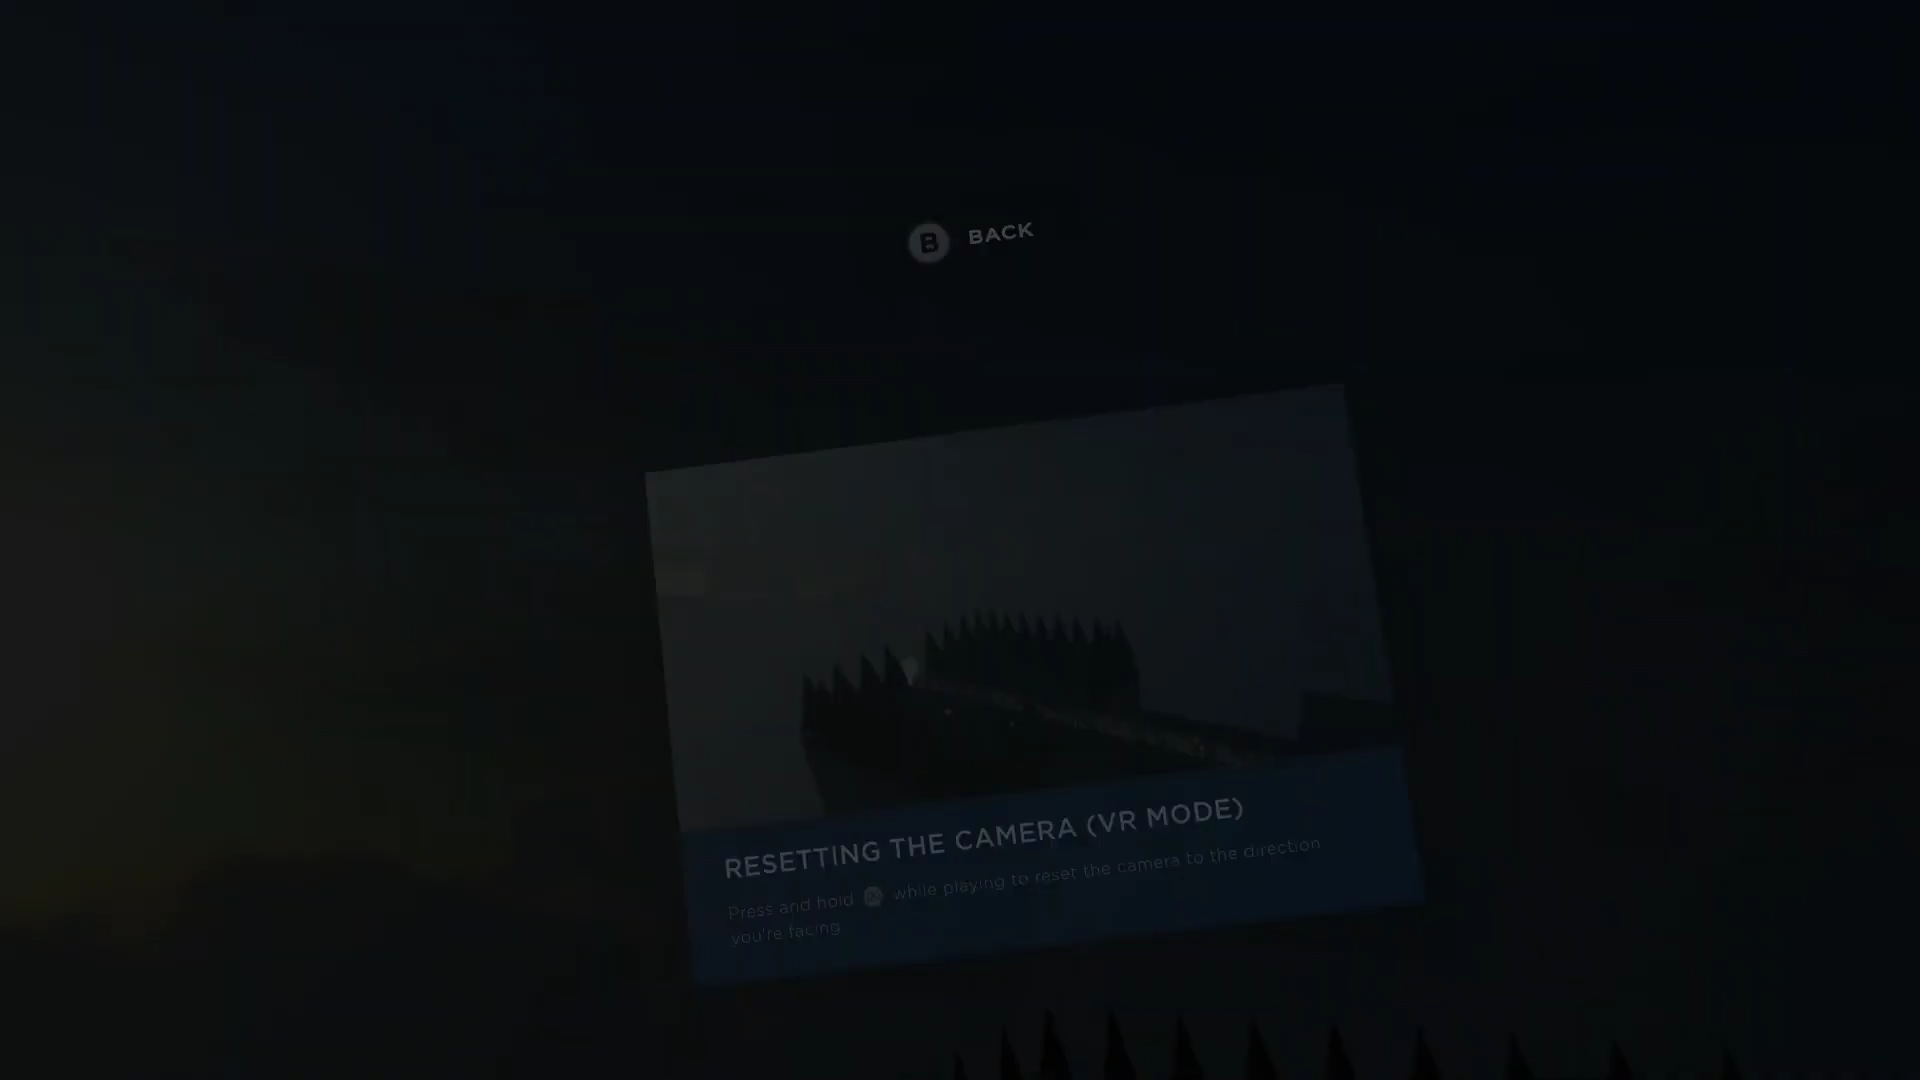 B BACK
RESETTING THE CAMERA (VR MODE)
Press and hold while playing to reset the camera to the direction
you're facing